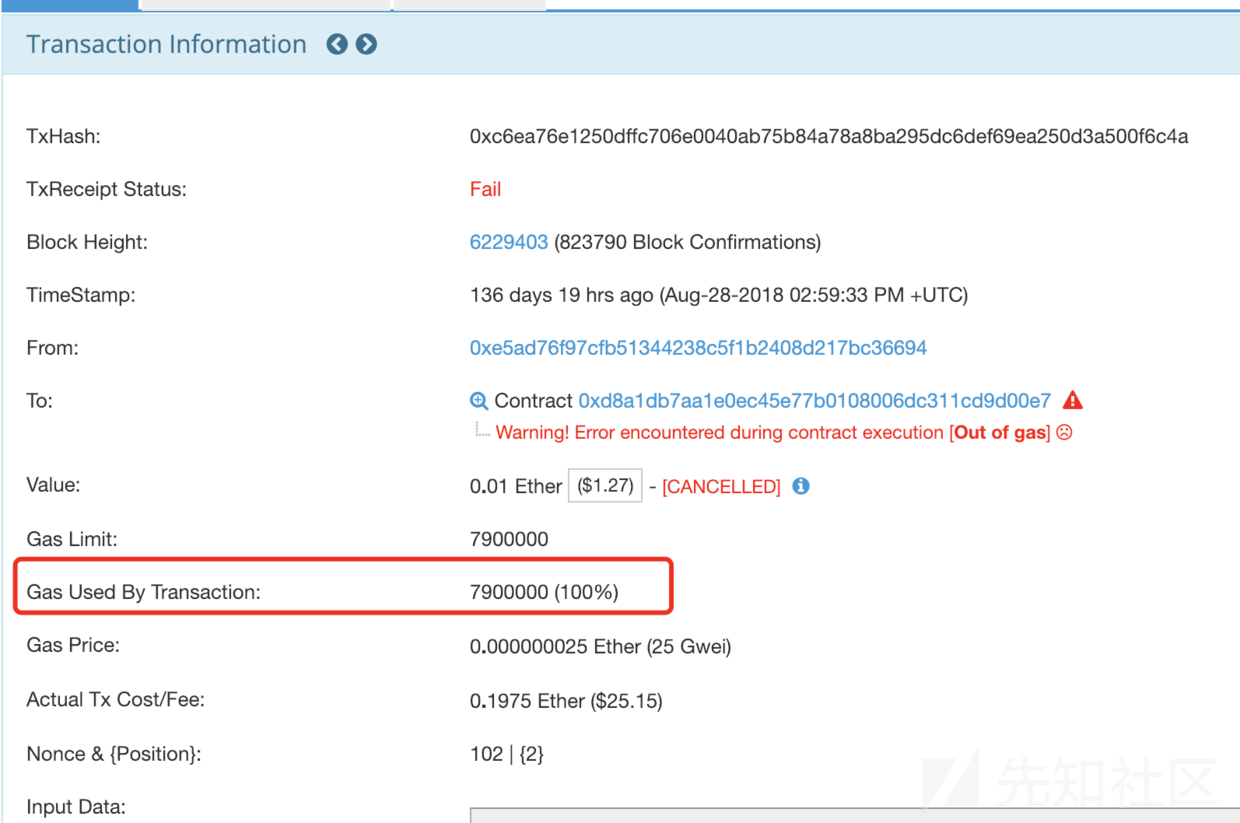 Transaction Information
TxHash: 0xc6ea76e1250dffc706e0040ab75b84a78a8ba295dc6def69ea250d3a500f6c4a
TxReceipt Status: Fail
Block Height: 6229403 (823790 Block Confirmations)
TimeStamp: 136 days 19 hrs ago (Aug-28-2018 02:59:33 PM +UTC)
From: 0xe5ad76f97cfb51344238c5f1b2408d217bc36694
To: Contract 0xd8a1db7aa1e0ec45e77b0108006dc311cd9d00e7
Warning! Error encountered during contract execution [Out of gas]
Value: 0.01 Ether ($1.27) - [CANCELLED]
Gas Limit: 7900000
Gas Used By Transaction: 7900000 (100%)
Gas Price: 0.000000025 Ether (25 Gwei)
Actual Tx Cost/Fee: 0.1975 Ether ($25.15)
Nonce & {Position}: 102 | {2}
Input Data:
先知社区